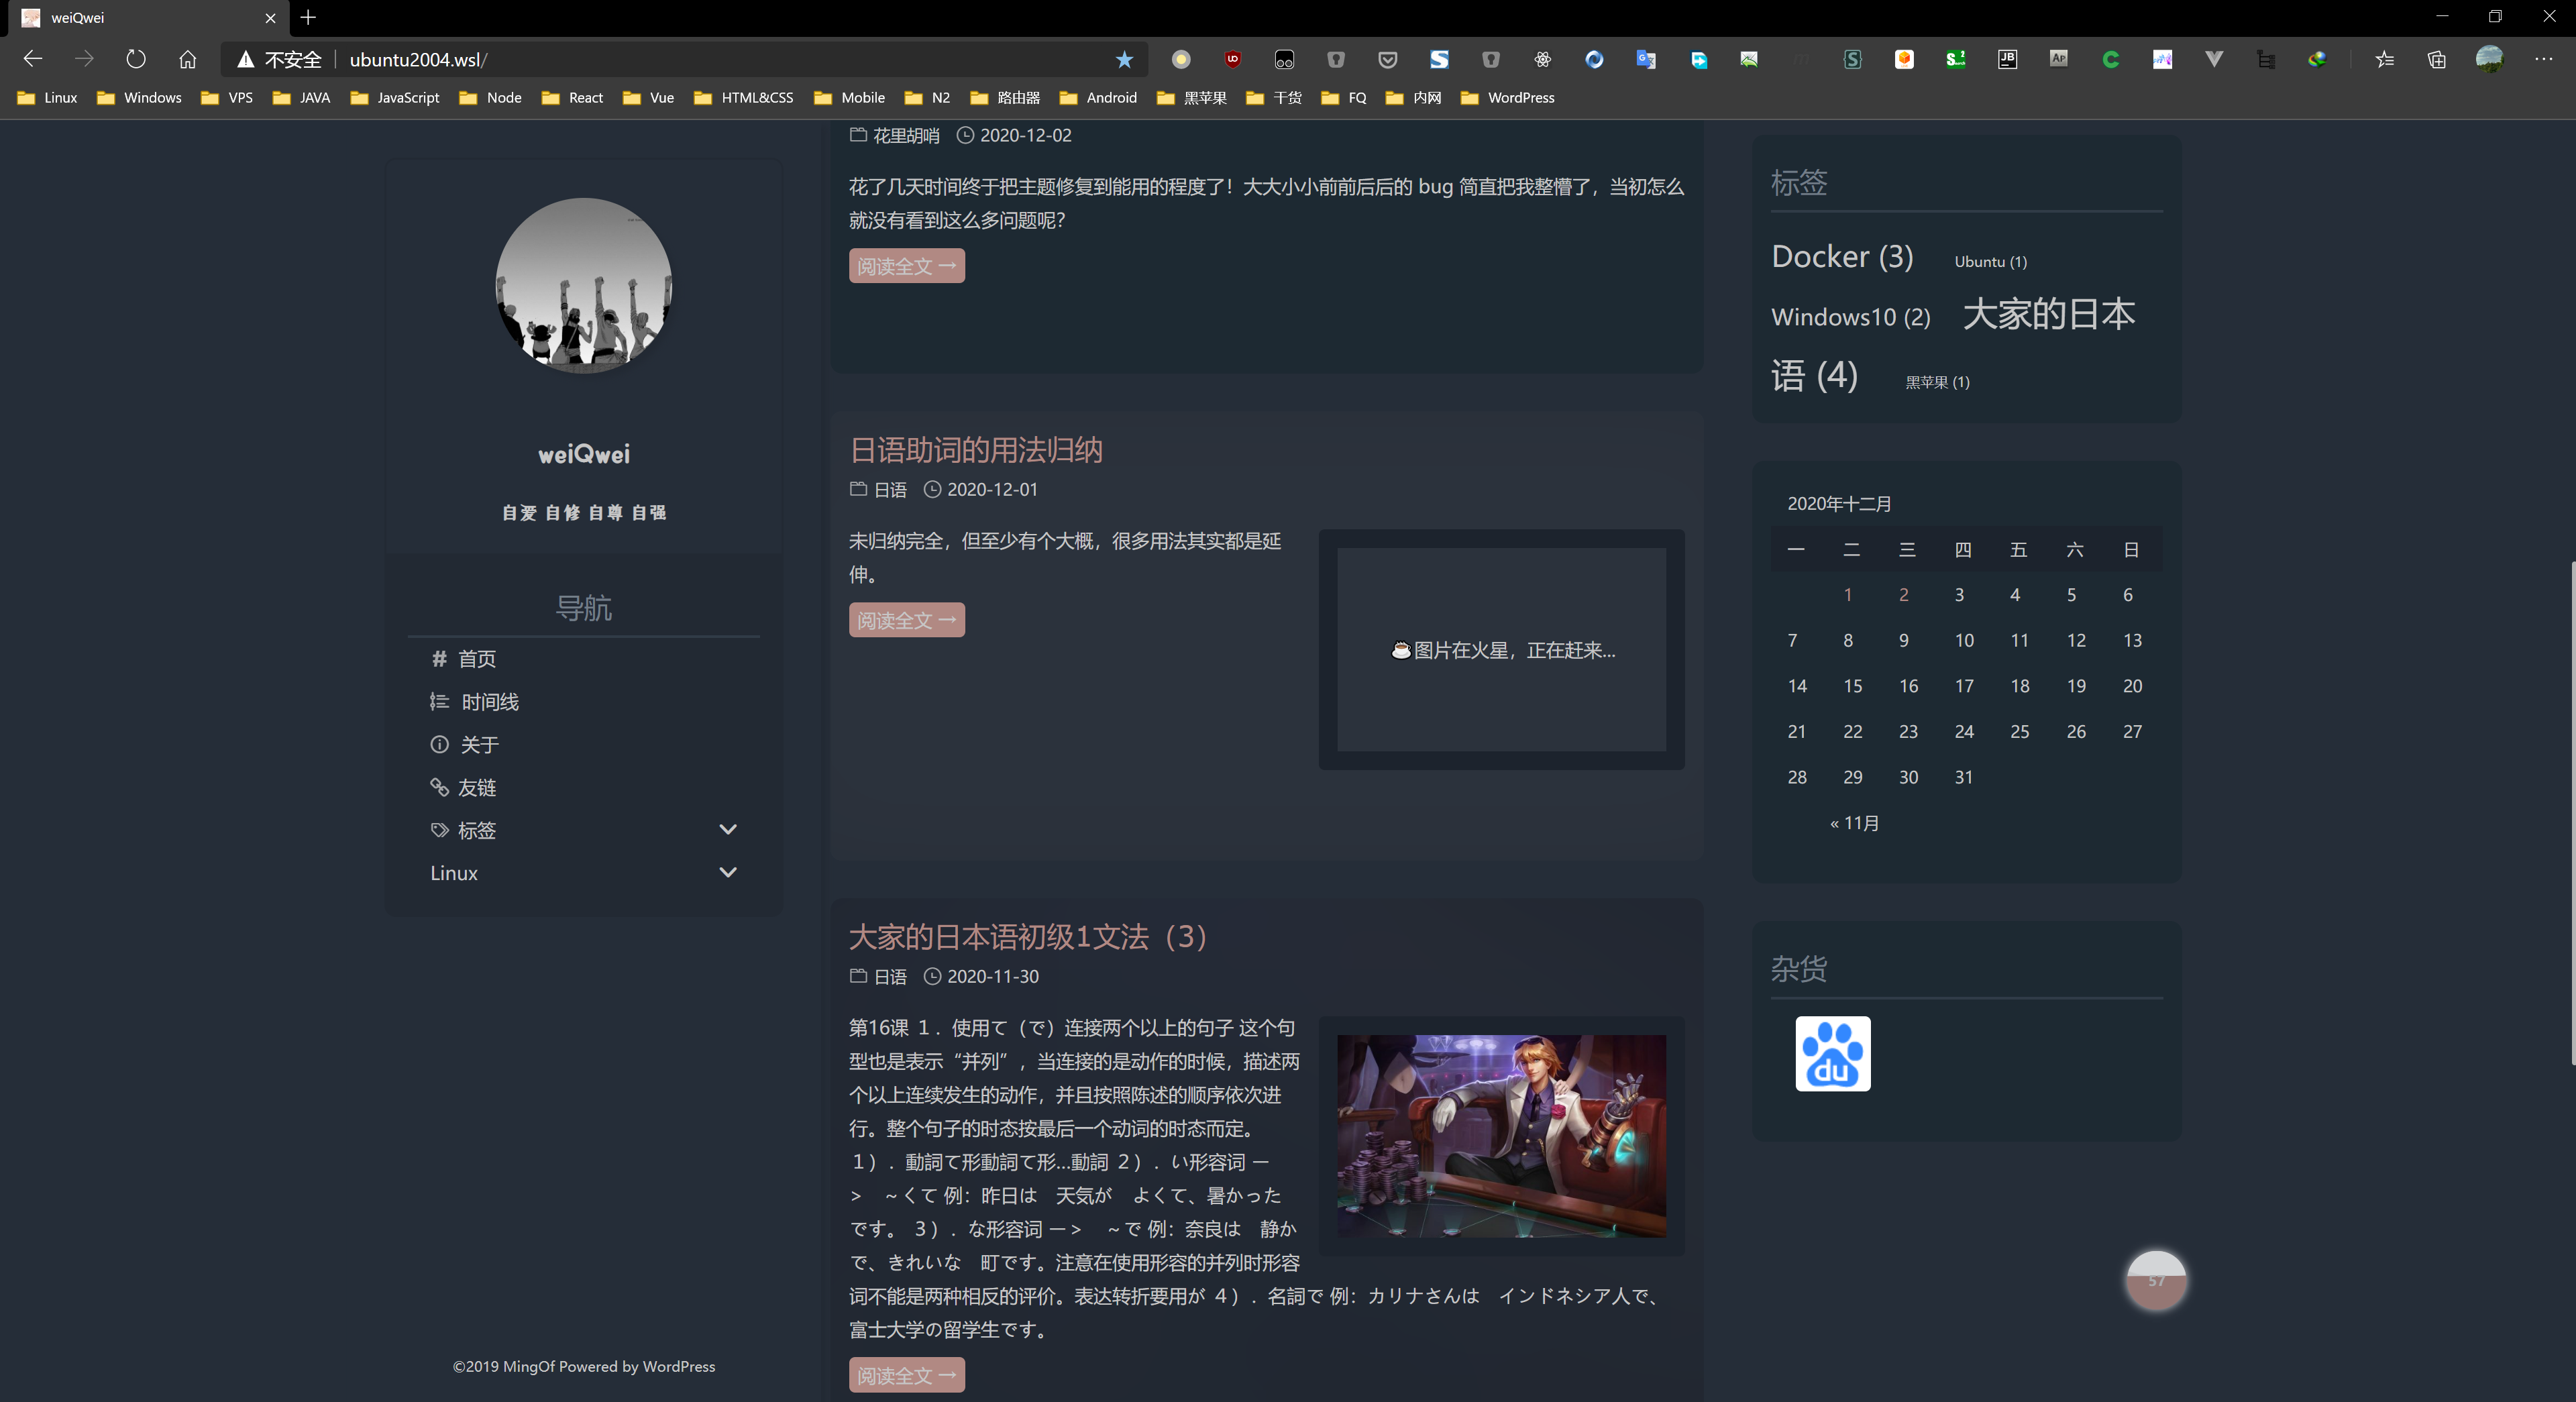 weiQwei
不安全
ubuntu2004.wsl/
Linux
Windows
VPS
JAVA
JavaScript
Node
React
Vue
HTML&CSS
Mobile
N2
路由器
Android
黑苹果
干货
FQ
内网
WordPress
weiQwei
自爱 自修 自尊 自强
导航
首页
时间线
关于
友链
标签
Linux
©2019 MingOf Powered by WordPress
花里胡哨 2020-12-02
花了几天时间终于把主题修复到能用的程度了！大大小小前前后后的 bug 简直把我整懵了，当初怎么
就没有看到这么多问题呢？
阅读全文 →
日语助词的用法归纳
日语 2020-12-01
未归纳完全，但至少有个大概，很多用法其实都是延
伸。
阅读全文 →
☕图片在火星，正在赶来...
大家的日本语初级1文法（3）
日语 2020-11-30
第16课 １．使用て（で）连接两个以上的句子 这个句
型也是表示“并列”，当连接的是动作的时候，描述两
个以上连续发生的动作，并且按照陈述的顺序依次进
行。整个句子的时态按最后一个动词的时态而定。
１）．動詞て形動詞て形…動詞 ２）．い形容词 —
>　～くて 例：昨日は　天気が　よくて、暑かった
です。 ３）．な形容词 —>　～で 例：奈良は　静か
で、きれいな　町です。注意在使用形容的并列时形容
词不能是两种相反的评价。表达转折要用が ４）．名詞で 例：カリナさんは　インドネシア人で、
富士大学の留学生です。
阅读全文 →
标签
Docker (3) Ubuntu (1)
Windows10 (2) 大家的日本
语 (4) 黑苹果 (1)
2020年十二月
一 二 三 四 五 六 日
1 2 3 4 5 6
7 8 9 10 11 12 13
14 15 16 17 18 19 20
21 22 23 24 25 26 27
28 29 30 31
« 11月
杂货
du
57